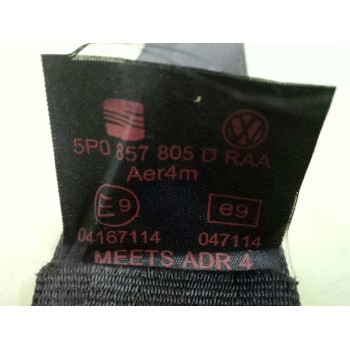 5P0 857 805 D RAA
Aer4m
E9 e9
04167114 047114
MEETS ADR 4